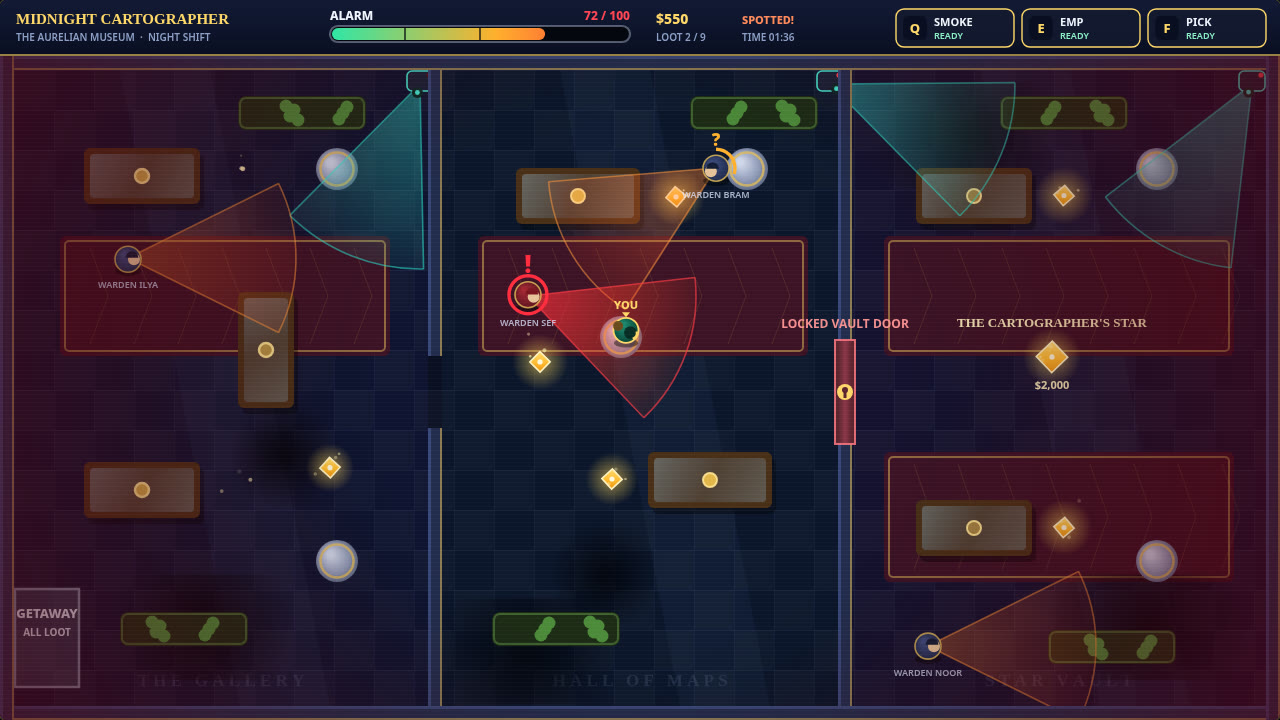 MIDNIGHT CARTOGRAPHER
THE AURELIAN MUSEUM · NIGHT SHIFT
ALARM
72 / 100
$550
LOOT 2 / 9
SPOTTED!
TIME 01:36
Q SMOKE READY
E EMP READY
F PICK READY
?
WARDEN BRAM
WARDEN ILYA
!
WARDEN SEF
YOU
LOCKED VAULT DOOR
THE CARTOGRAPHER'S STAR
$2,000
GETAWAY
ALL LOOT
WARDEN NOOR
THE GALLERY
HALL OF MAPS
STAR VAULT